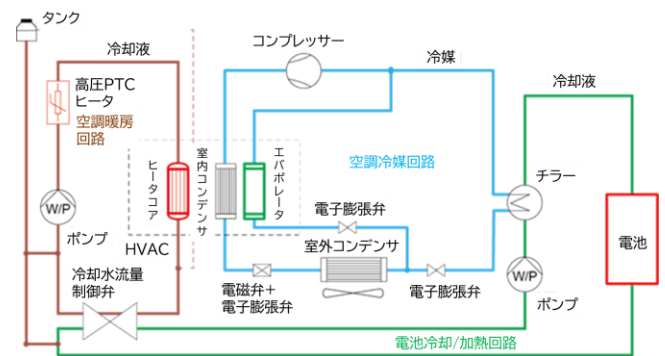 タンク
冷却液
高圧PTC
ヒータ
空調暖房
回路
W/P
ポンプ
冷却水流量
制御弁
HVAC
ヒータコア
室内コンデンサ
エバポレータ
コンプレッサー
冷媒
空調冷媒回路
電子膨張弁
室外コンデンサ
電磁弁+
電子膨張弁
電子膨張弁
冷却液
チラー
電池
W/P
ポンプ
電池冷却/加熱回路